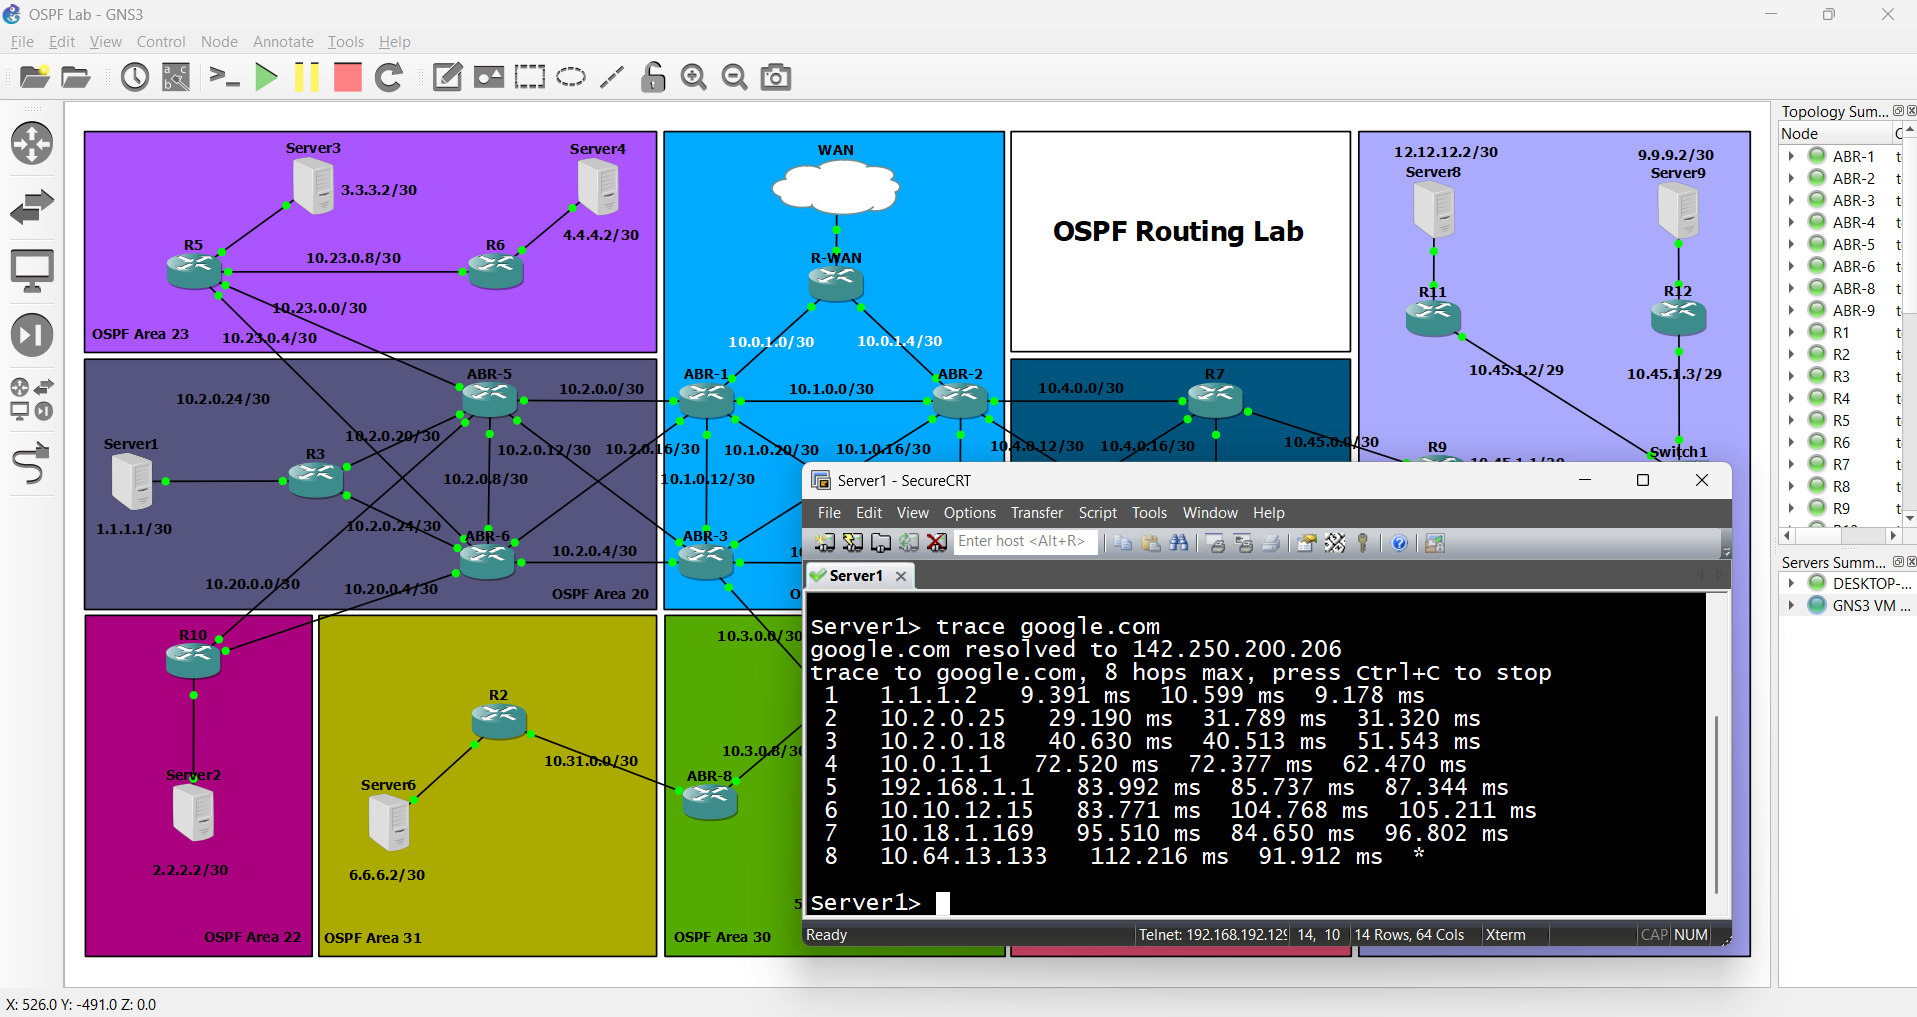 OSPF Lab - GNS3
File Edit View Control Node Annotate Tools Help
Topology Sum...
Node
ABR-1 t
ABR-2 t
ABR-3 t
ABR-4 t
ABR-5 t
ABR-6 t
ABR-8 t
ABR-9 t
R1 t
R2 t
R3 t
R4 t
R5 t
R6 t
R7 t
R8 t
R9 t
Servers Summ...
DESKTOP-...
GNS3 VM ...
Server3
3.3.3.2/30
Server4
4.4.4.2/30
R5
10.23.0.8/30
R6
10.23.0.0/30
10.23.0.4/30
OSPF Area 23
WAN
R-WAN
10.0.1.0/30
10.0.1.4/30
OSPF Routing Lab
12.12.12.2/30
Server8
9.9.9.2/30
Server9
R11
R12
10.45.1.2/29
10.45.1.3/29
Switch1
R9
10.45.1.1/29
10.2.0.24/30
ABR-5
10.2.0.0/30
ABR-1
10.1.0.0/30
ABR-2
10.4.0.0/30
R7
Server1
1.1.1.1/30
R3
10.2.0.20/30
10.2.0.12/30
10.2.0.16/30
10.1.0.20/30
10.1.0.16/30
10.4.0.12/30
10.4.0.16/30
10.45.0.0/30
10.2.0.8/30
10.1.0.12/30
10.2.0.24/30
ABR-6
10.2.0.4/30
ABR-3
10.20.0.0/30
10.20.0.4/30
OSPF Area 20
R10
Server2
2.2.2.2/30
OSPF Area 22
R2
10.31.0.0/30
Server6
6.6.6.2/30
OSPF Area 31
10.3.0.0/30
10.3.0.8/30
ABR-8
OSPF Area 30
Server1 - SecureCRT
File Edit View Options Transfer Script Tools Window Help
Enter host <Alt+R>
Server1
Server1> trace google.com
google.com resolved to 142.250.200.206
trace to google.com, 8 hops max, press Ctrl+C to stop
1 1.1.1.2 9.391 ms 10.599 ms 9.178 ms
2 10.2.0.25 29.190 ms 31.789 ms 31.320 ms
3 10.2.0.18 40.630 ms 40.513 ms 51.543 ms
4 10.0.1.1 72.520 ms 72.377 ms 62.470 ms
5 192.168.1.1 83.992 ms 85.737 ms 87.344 ms
6 10.10.12.15 83.771 ms 104.768 ms 105.211 ms
7 10.18.1.169 95.510 ms 84.650 ms 96.802 ms
8 10.64.13.133 112.216 ms 91.912 ms *
Server1>
Ready Telnet: 192.168.192.129 14, 10 14 Rows, 64 Cols Xterm CAP NUM
X: 526.0 Y: -491.0 Z: 0.0